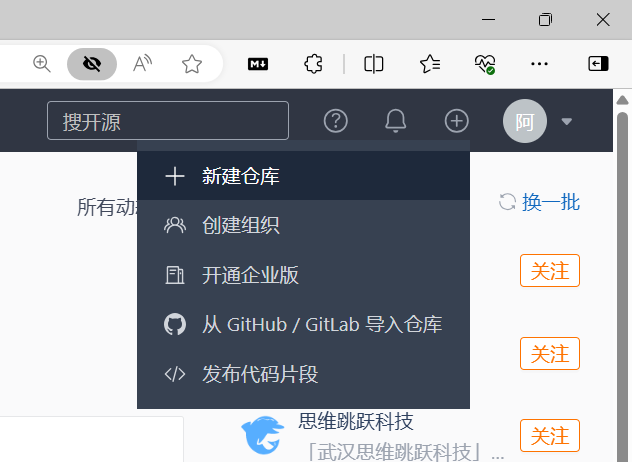 搜开源
阿
新建仓库
所有动
换一批
创建组织
关注
开通企业版
从 GitHub / GitLab 导入仓库
关注
发布代码片段
思维跳跃科技
关注
「武汉思维跳跃科技」...